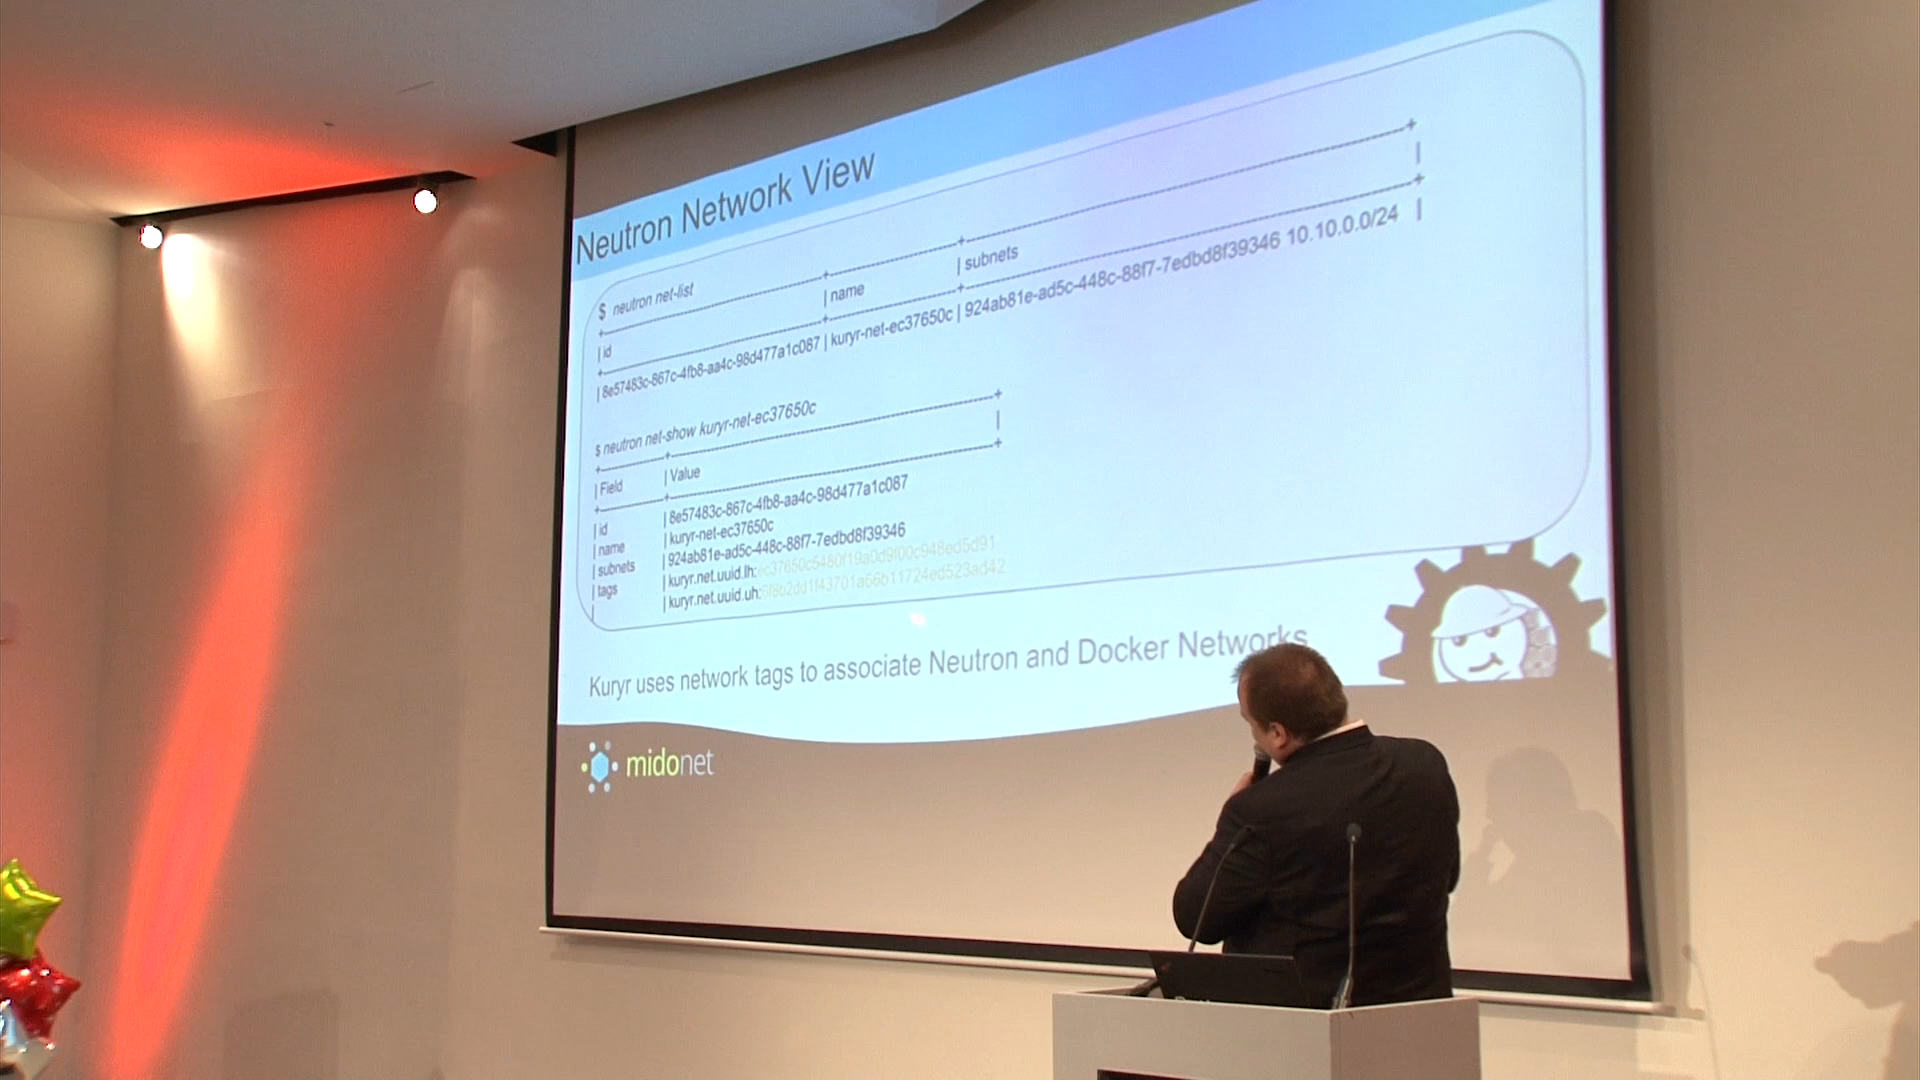 Neutron Network View
$ neutron net-list
| id | name | subnets |
| 8e57483c-867c-4fb8-aa4c-98d477a1c087 | kuryr-net-ec37650c | 924ab81e-ad5c-448c-88f7-7edbd8f39346 10.10.0.0/24 |
$ neutron net-show kuryr-net-ec37650c
| Field | Value |
| id | 8e57483c-867c-4fb8-aa4c-98d477a1c087
| name | kuryr-net-ec37650c
| subnets | 924ab81e-ad5c-448c-88f7-7edbd8f39346
| tags | kuryr.net.uuid.lh:ec37650c5480f19a0d9f00c948ed5d91
| | kuryr.net.uuid.uh:6f8b2dd1f43701a66b11724ed523ad42
Kuryr uses network tags to associate Neutron and Docker Networks
midonet